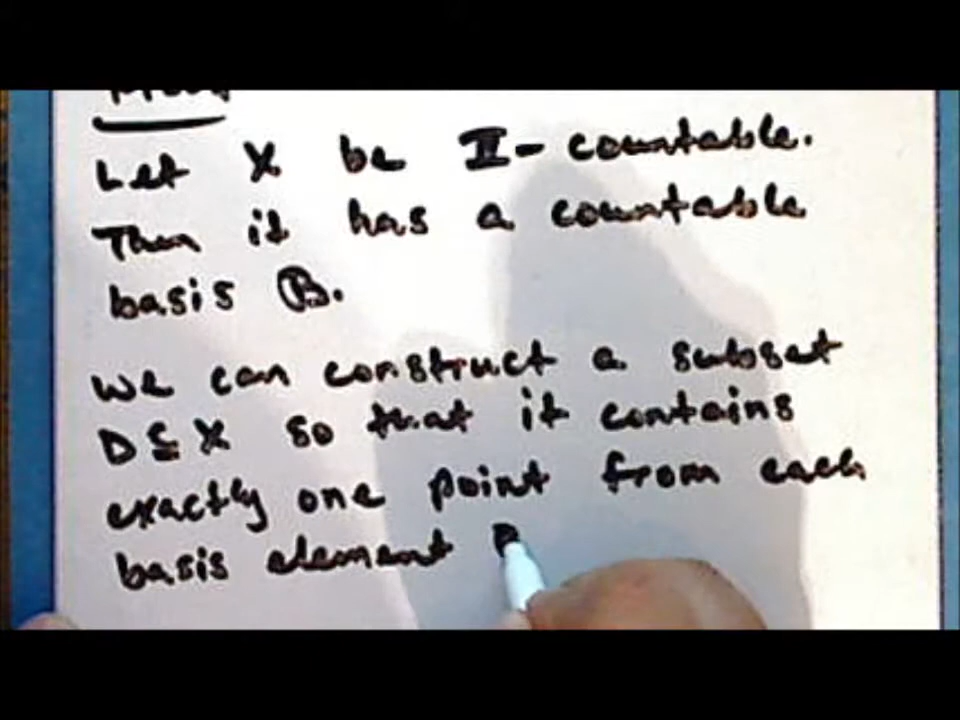 Let X be II-countable.
Then it has a countable
basis B.
We can construct a subset
D ⊆ X so that it contains
exactly one point from each
basis element B